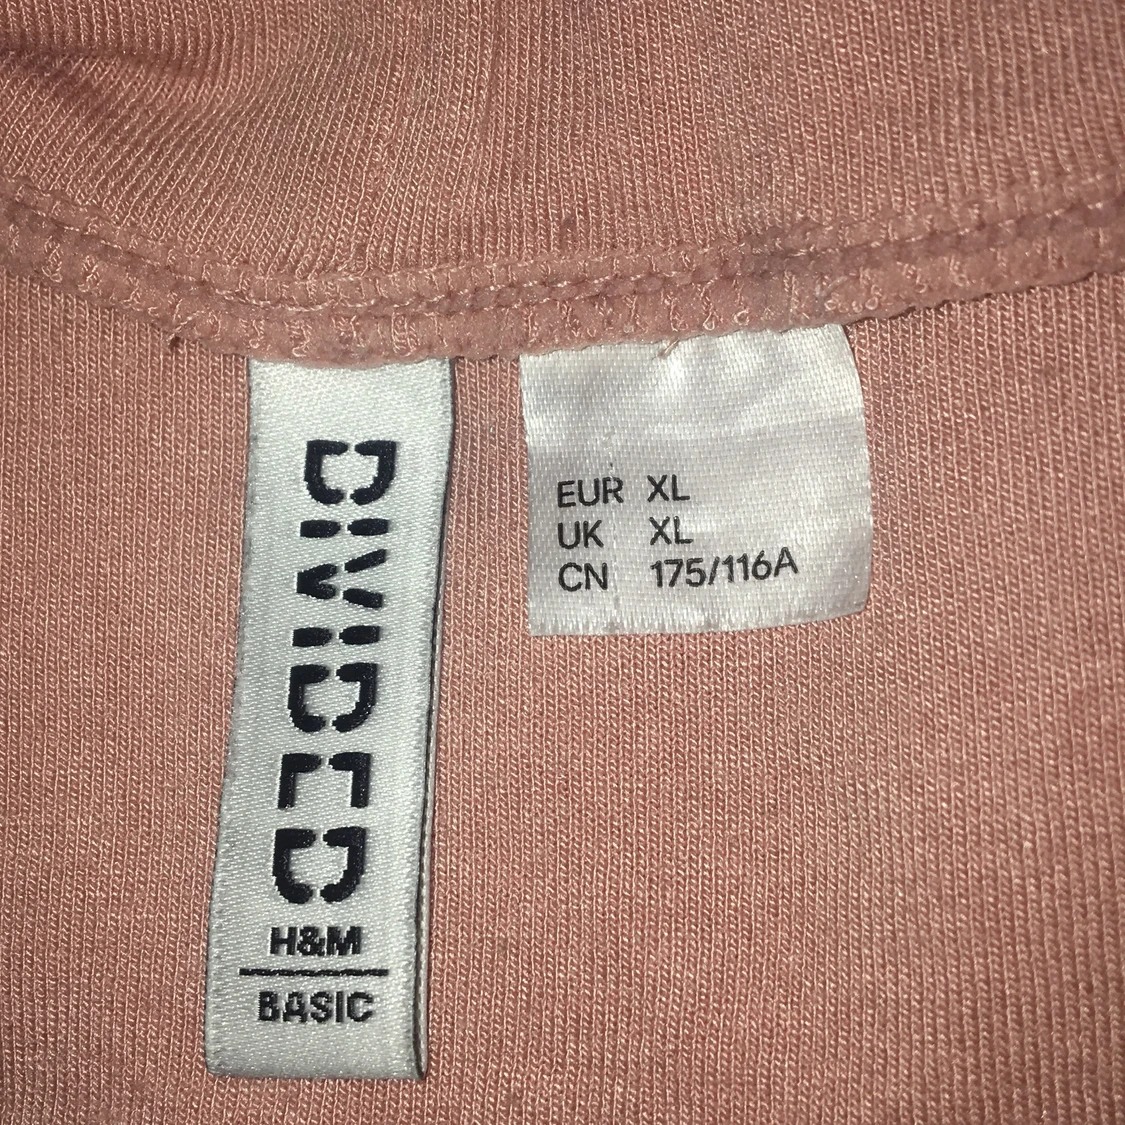 DIVIDED
H&M
BASIC
EUR XL
UK XL
CN 175/116A